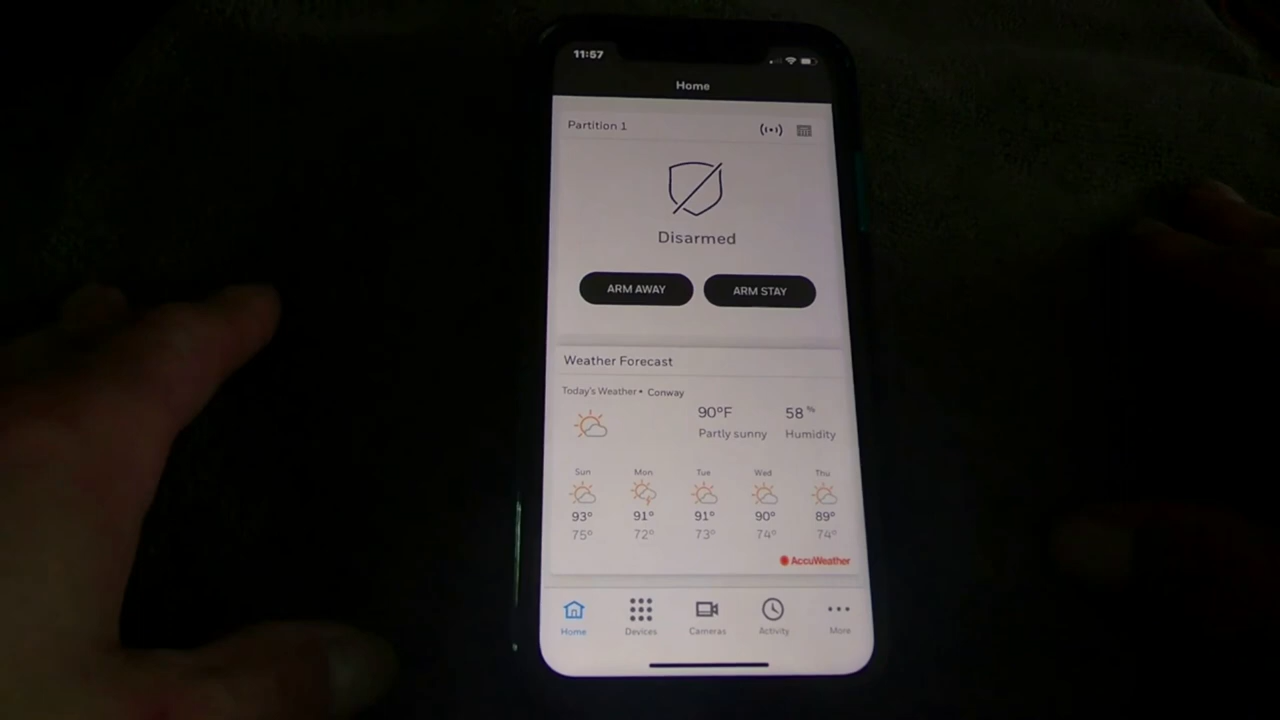 11:57
Home
Partition 1
Disarmed
ARM AWAY ARM STAY
Weather Forecast
Today's Weather • Conway
90°F 58 %
Partly sunny Humidity
Sun Mon Tue Wed Thu
93° 91° 91° 90° 89°
75° 72° 73° 74° 74°
AccuWeather
Home Devices Cameras Activity More